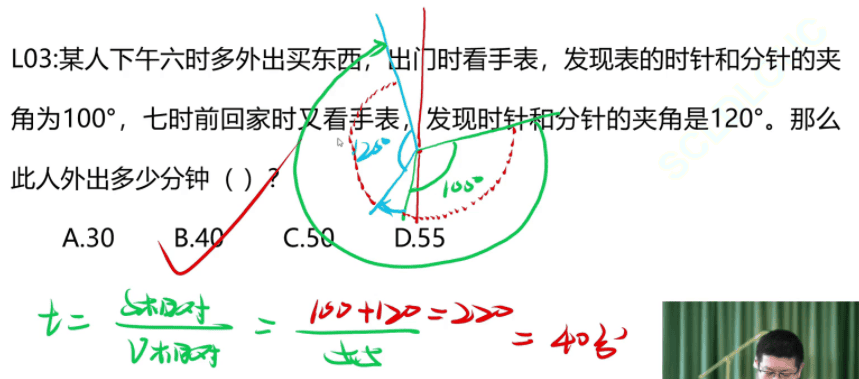 L03:某人下午六时多外出买东西，出门时看手表，发现表的时针和分针的夹
角为100°，七时前回家时又看手表，发现时针和分针的夹角是120°。那么
120°
此人外出多少分钟（ ）？
100°
A.30 B.40 C.50 D.55
t = S相对 / V相对 = 100+120=220 / = 40分